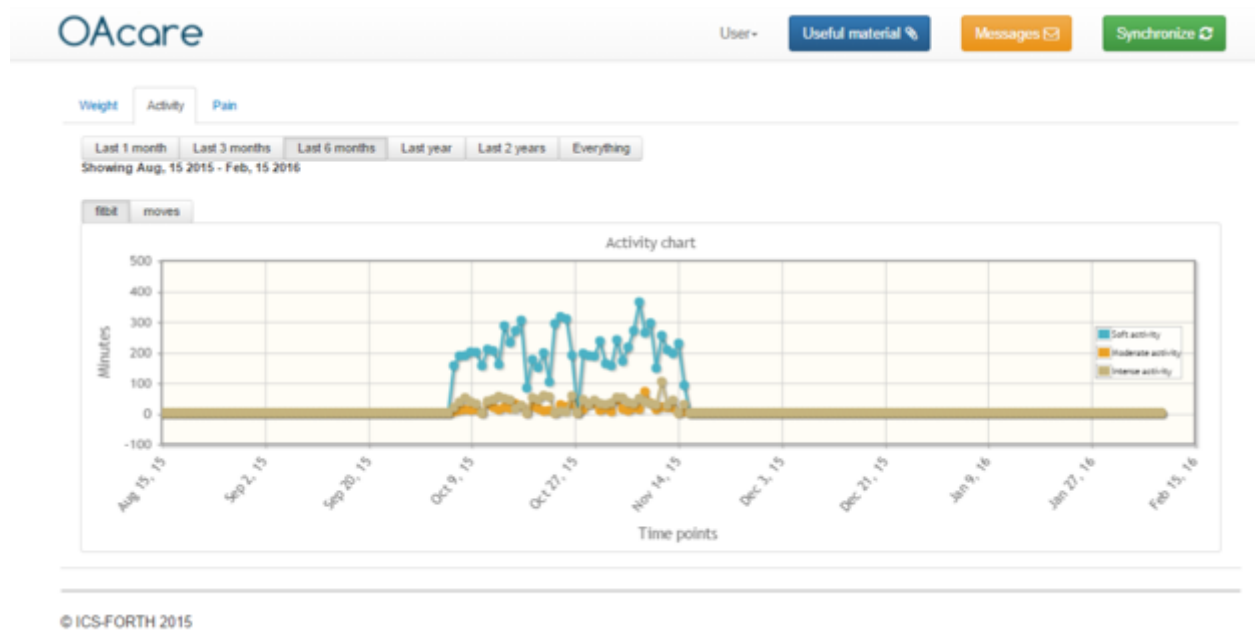 OAcare
User
Useful material
Messages
Synchronize
Weight Activity Pain
Last 1 month Last 3 months Last 6 months Last year Last 2 years Everything
Showing Aug, 15 2015 - Feb, 15 2016
fitbit moves
Activity chart
500
400
300
200
100
0
-100
Minutes
Soft activity
Moderate activity
Intense activity
Aug 15, 15
Sep 2, 15
Sep 20, 15
Oct 9, 15
Oct 27, 15
Nov 14, 15
Dec 3, 15
Dec 21, 15
Jan 9, 16
Jan 27, 16
Feb 15, 16
Time points
© ICS-FORTH 2015